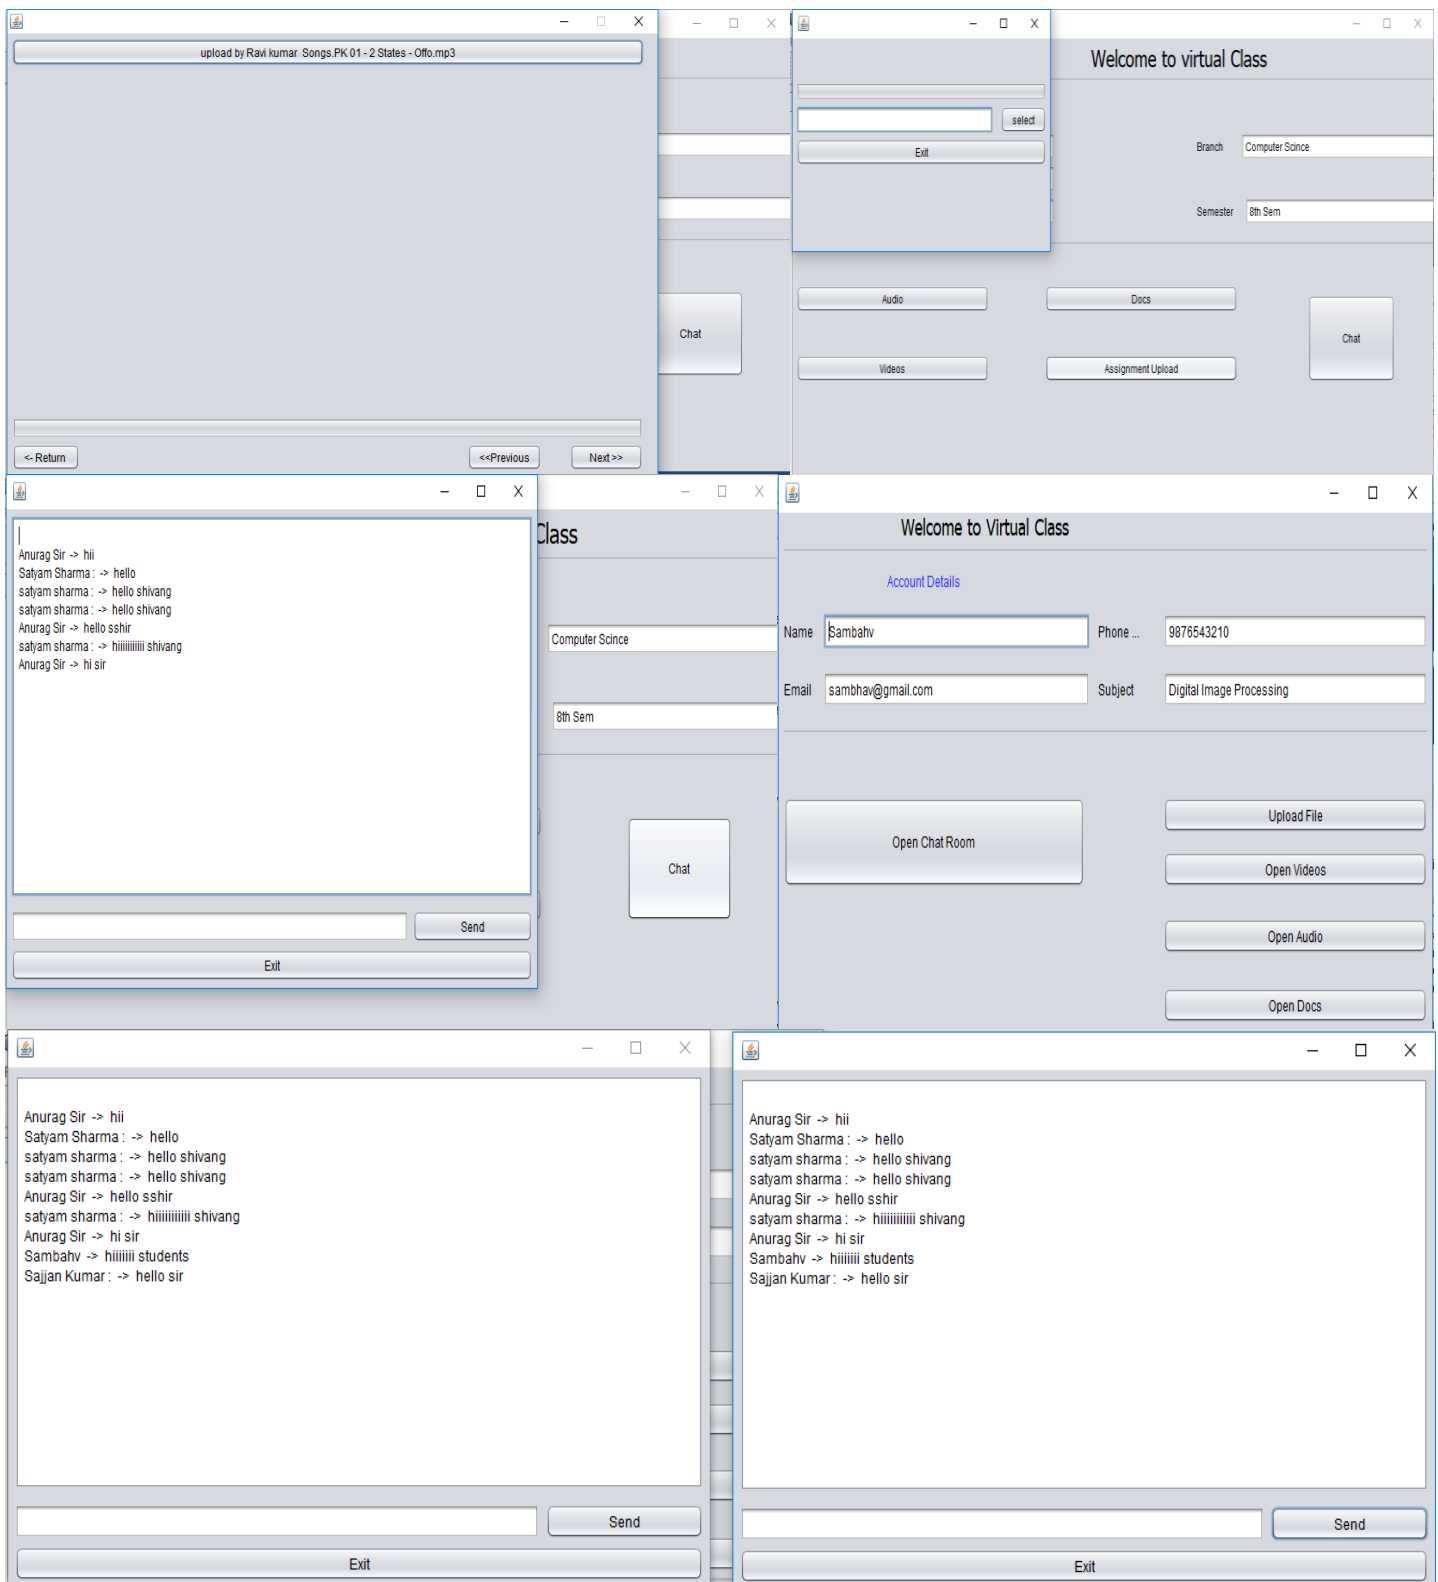 upload by Ravi kumar Songs.PK 01 - 2 States - Offo.mp3
Chat
<- Return
<<Previous
Next >>
Welcome to virtual Class
select
Exit
Branch
Computer Scince
Semester
8th Sem
Audio
Docs
Chat
Videos
Assignment Upload
Anurag Sir -> hii
Satyam Sharma : -> hello
satyam sharma : -> hello shivang
satyam sharma : -> hello shivang
Anurag Sir -> hello sshir
satyam sharma : -> hiiiiiiiiiii shivang
Anurag Sir -> hi sir
Send
Exit
Class
Computer Scince
8th Sem
Chat
Welcome to Virtual Class
Account Details
Name
Sambahv
Phone ...
9876543210
Email
sambhav@gmail.com
Subject
Digital Image Processing
Open Chat Room
Upload File
Open Videos
Open Audio
Open Docs
Anurag Sir -> hii
Satyam Sharma : -> hello
satyam sharma : -> hello shivang
satyam sharma : -> hello shivang
Anurag Sir -> hello sshir
satyam sharma : -> hiiiiiiiiiii shivang
Anurag Sir -> hi sir
Sambahv -> hiiiiiii students
Sajjan Kumar : -> hello sir
Send
Exit
Anurag Sir -> hii
Satyam Sharma : -> hello
satyam sharma : -> hello shivang
satyam sharma : -> hello shivang
Anurag Sir -> hello sshir
satyam sharma : -> hiiiiiiiiiii shivang
Anurag Sir -> hi sir
Sambahv -> hiiiiiii students
Sajjan Kumar : -> hello sir
Send
Exit